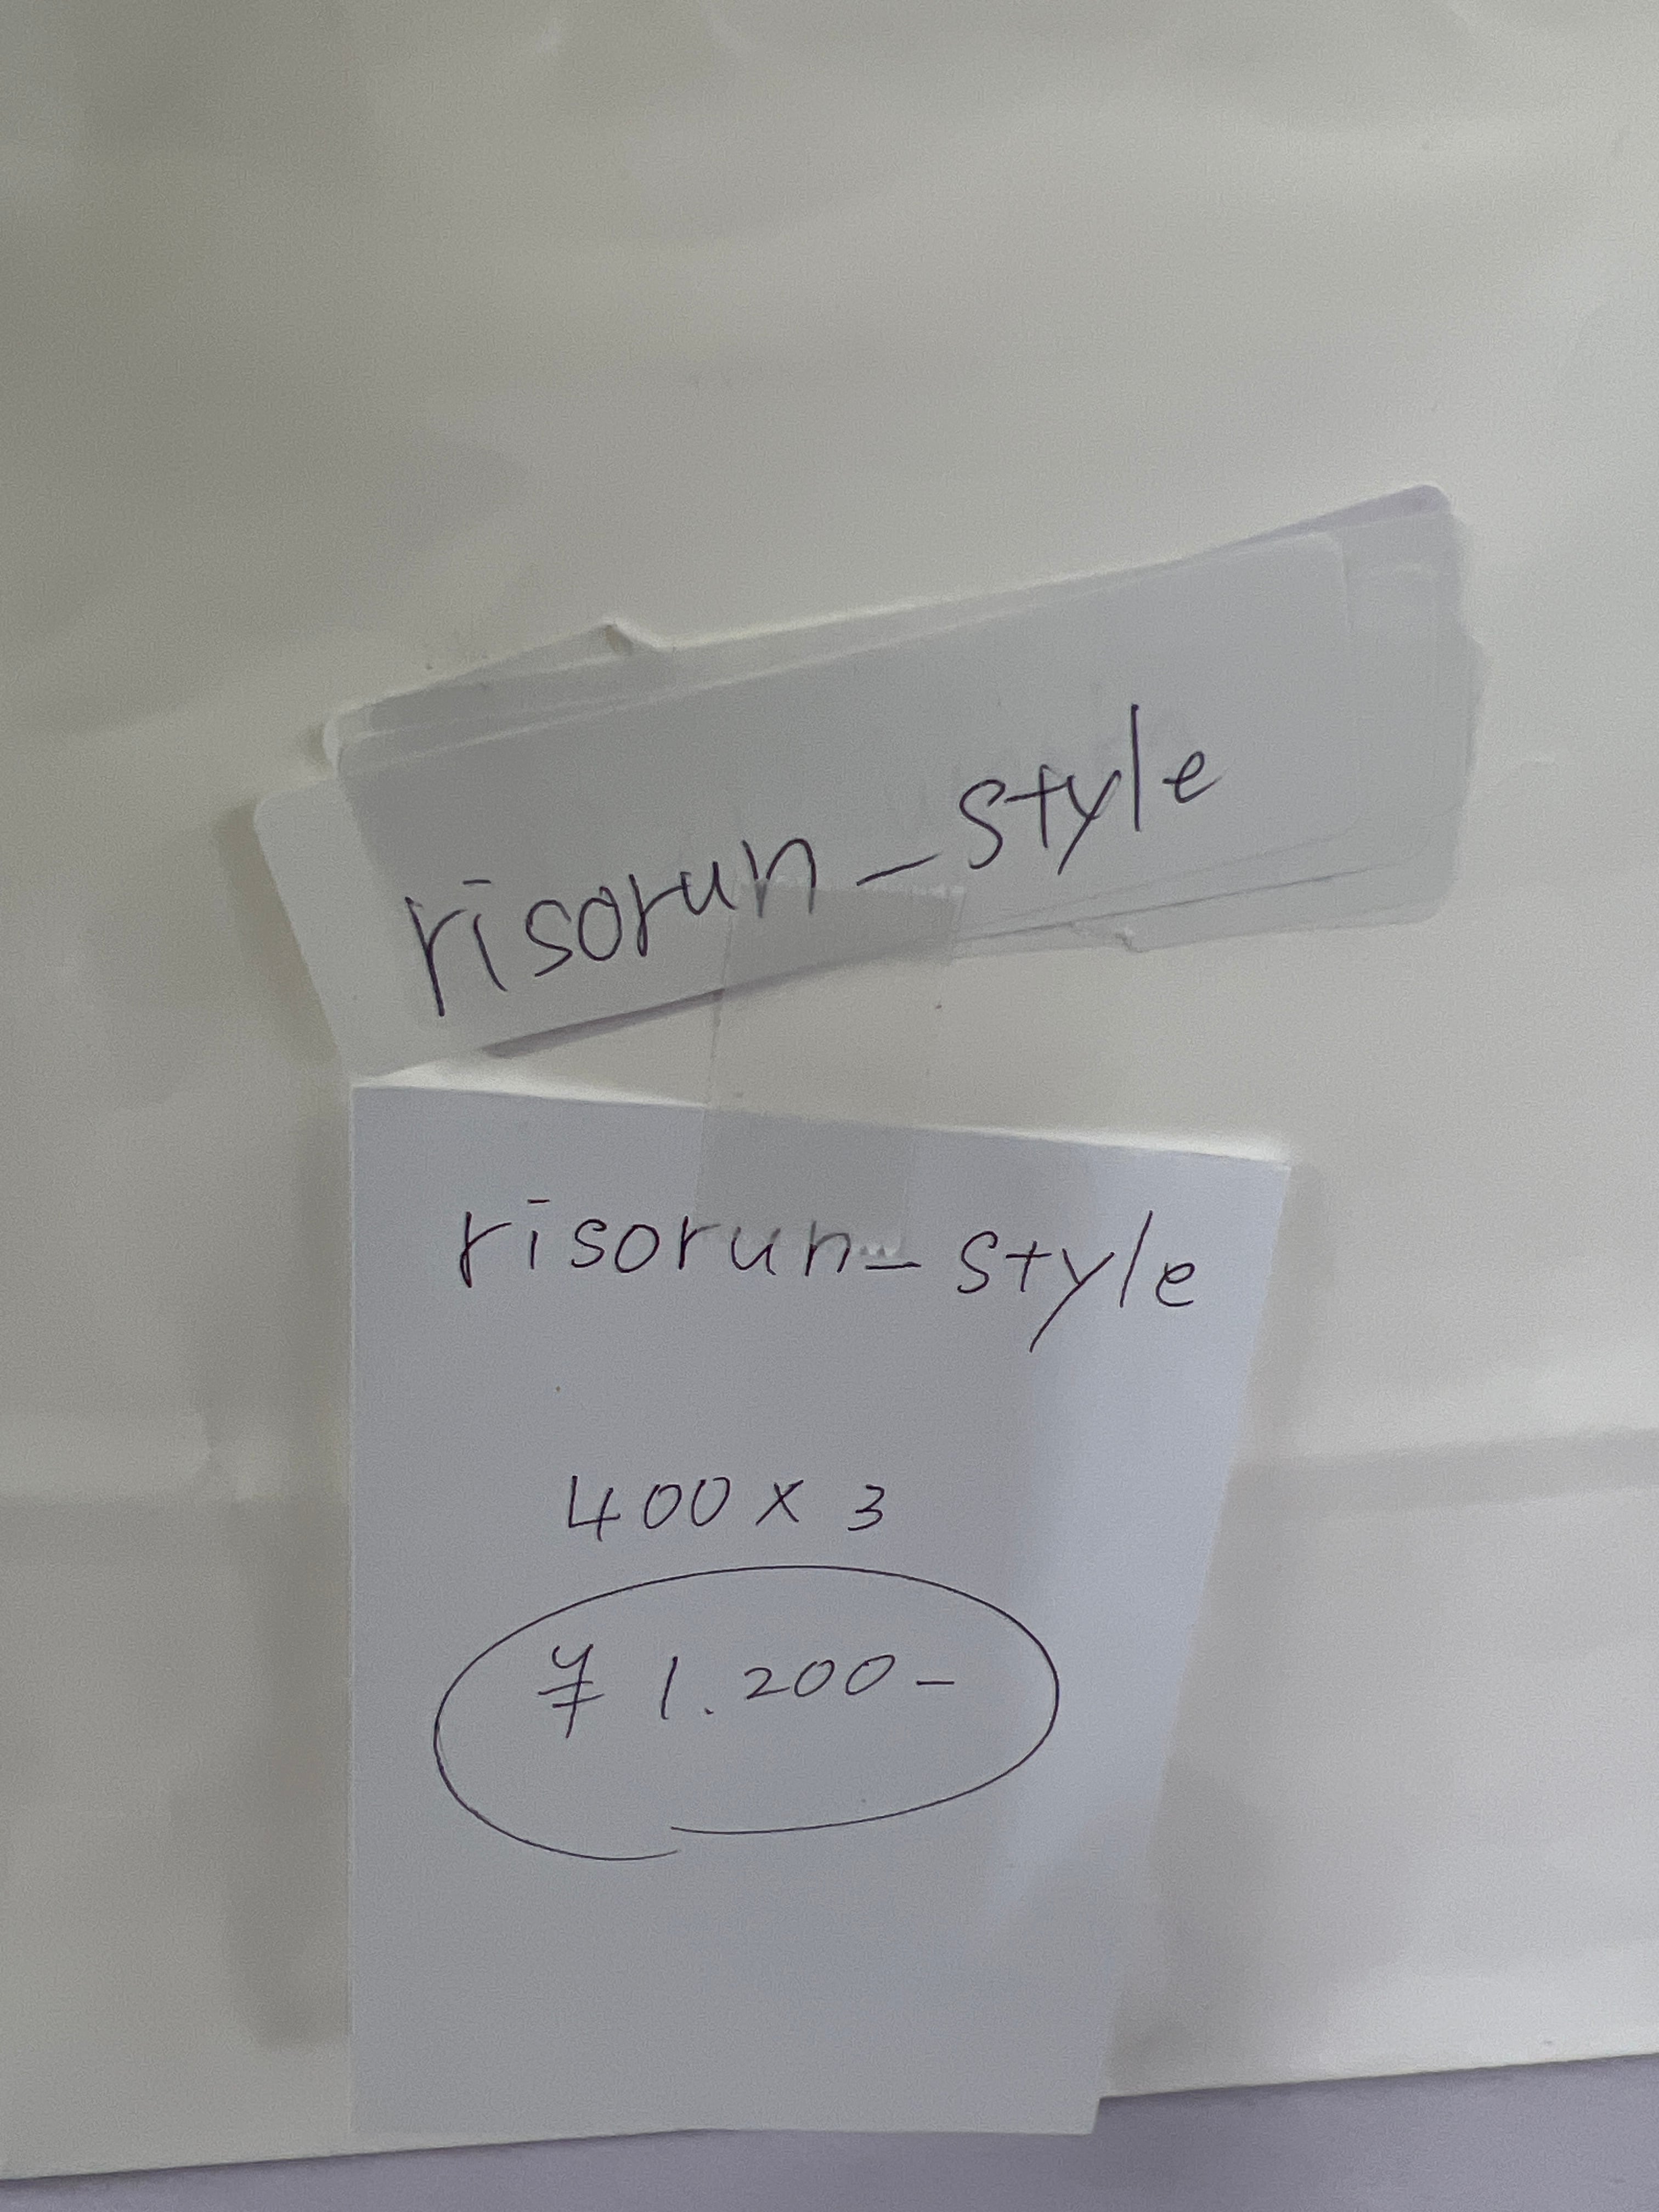 risorun_style
risorun_style
400 × 3
¥ 1.200-